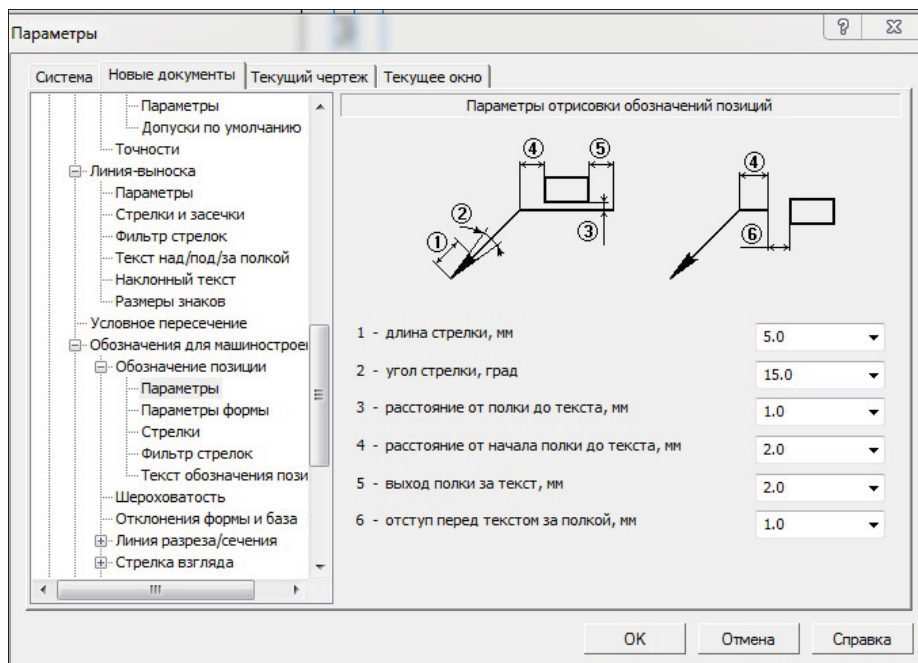 Параметры
Система
Новые документы
Текущий чертеж
Текущее окно
Параметры
Допуски по умолчанию
Точности
Линия-выноска
Параметры
Стрелки и засечки
Фильтр стрелок
Текст над/под/за полкой
Наклонный текст
Размеры знаков
Условное пересечение
Обозначения для машиностроен
Обозначение позиции
Параметры
Параметры формы
Стрелки
Фильтр стрелок
Текст обозначения пози
Шероховатость
Отклонения формы и база
Линия разреза/сечения
Стрелка взгляда
Параметры отрисовки обозначений позиций
4 5 4
2
1 3 6
1 - длина стрелки, мм 5.0
2 - угол стрелки, град 15.0
3 - расстояние от полки до текста, мм 1.0
4 - расстояние от начала полки до текста, мм 2.0
5 - выход полки за текст, мм 2.0
6 - отступ перед текстом за полкой, мм 1.0
OK Отмена Справка